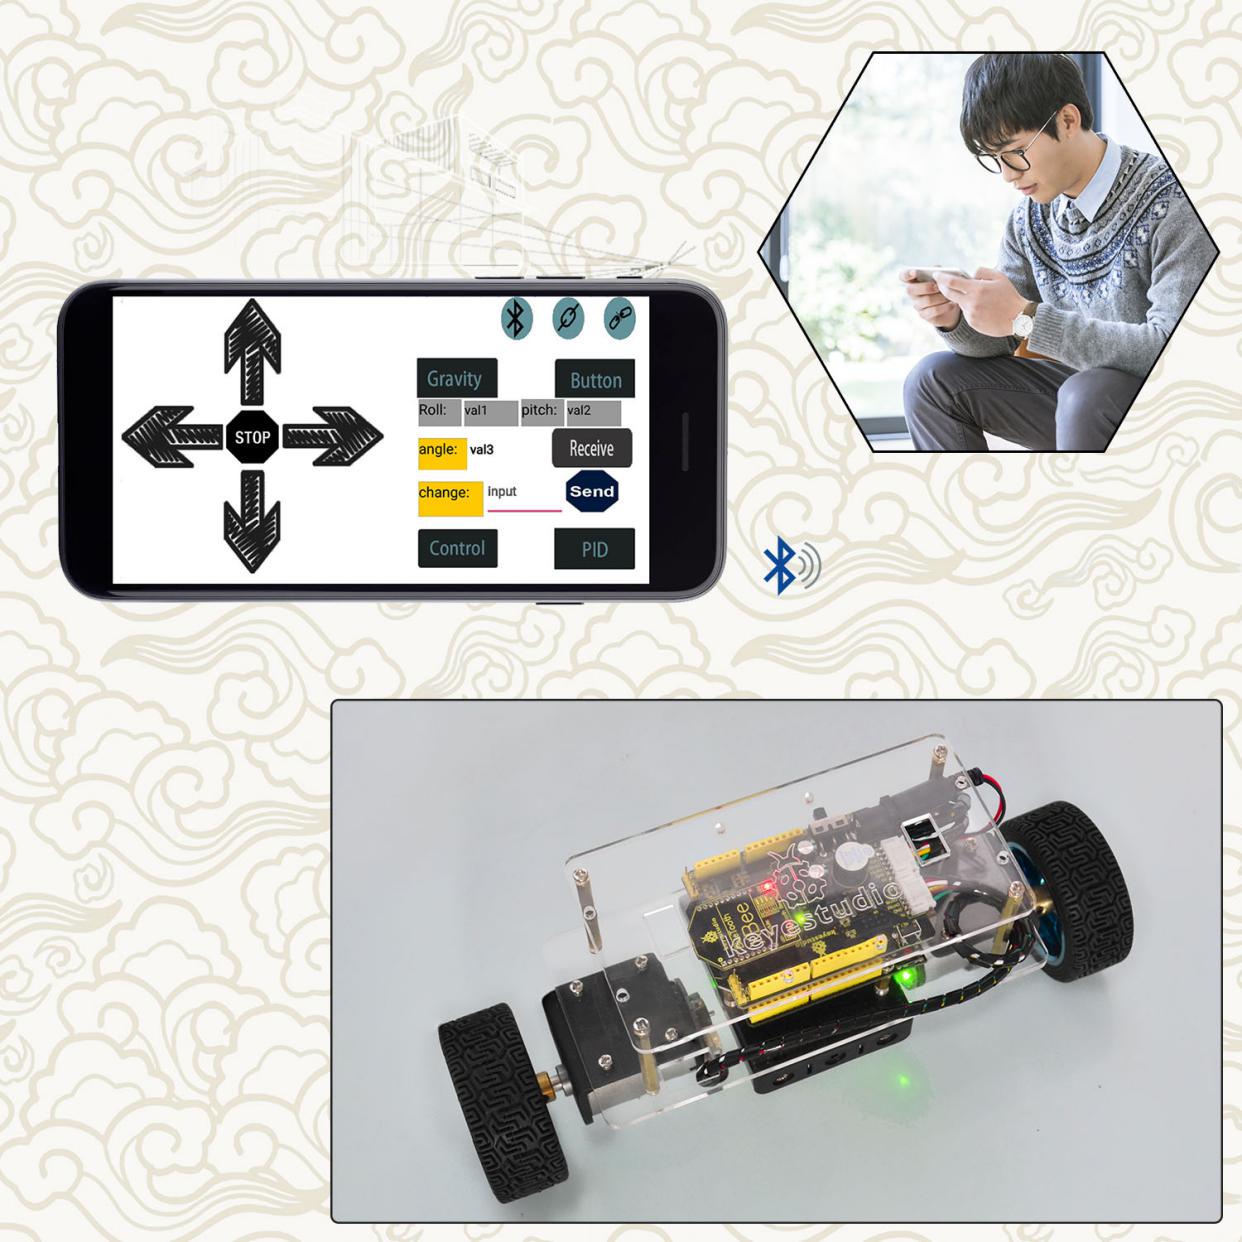 STOP
Gravity
Button
Roll: val1 pitch: val2
angle: val3
Receive
change: input
Send
Control
PID
keyestudio